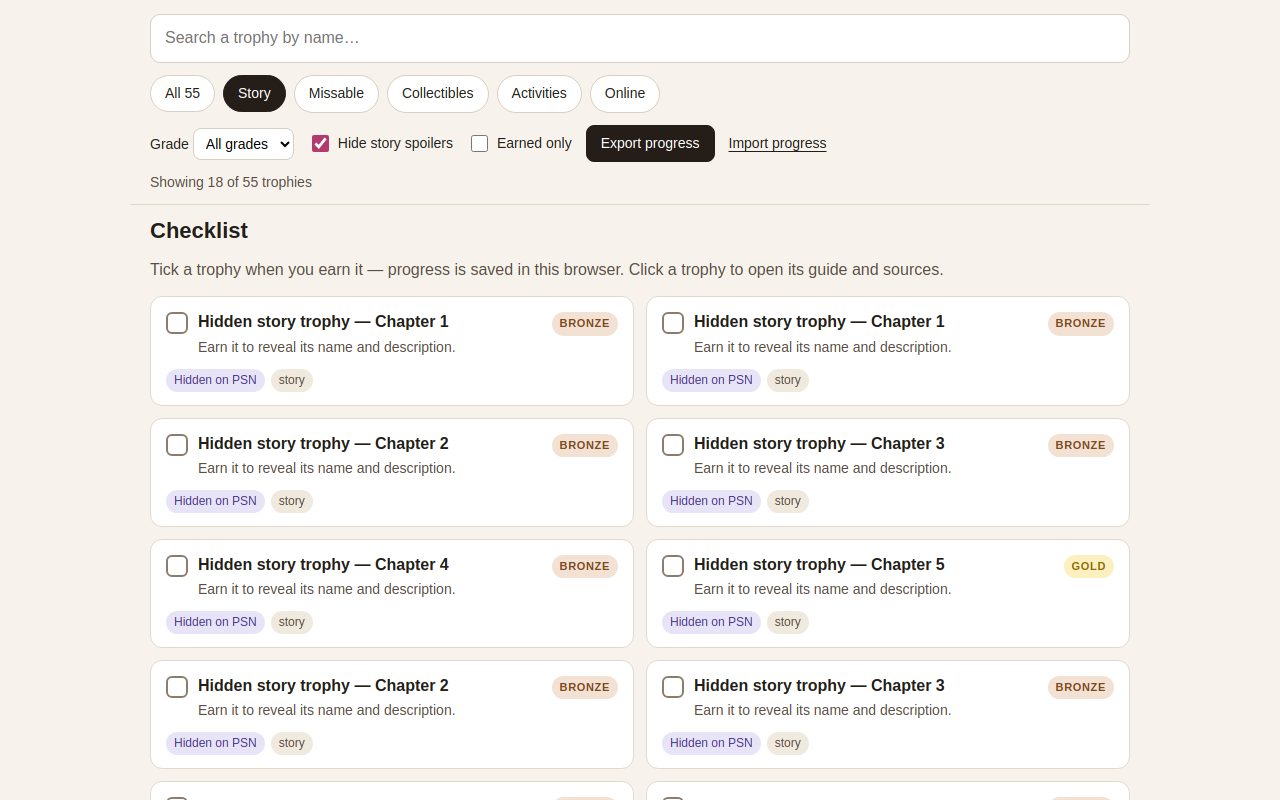 Search a trophy by name…
All 55
Story
Missable
Collectibles
Activities
Online
Grade
All grades
Hide story spoilers
Earned only
Export progress
Import progress
Showing 18 of 55 trophies
Checklist
Tick a trophy when you earn it — progress is saved in this browser. Click a trophy to open its guide and sources.
Hidden story trophy — Chapter 1
BRONZE
Earn it to reveal its name and description.
Hidden on PSN
story
Hidden story trophy — Chapter 1
BRONZE
Earn it to reveal its name and description.
Hidden on PSN
story
Hidden story trophy — Chapter 2
BRONZE
Earn it to reveal its name and description.
Hidden on PSN
story
Hidden story trophy — Chapter 3
BRONZE
Earn it to reveal its name and description.
Hidden on PSN
story
Hidden story trophy — Chapter 4
BRONZE
Earn it to reveal its name and description.
Hidden on PSN
story
Hidden story trophy — Chapter 5
GOLD
Earn it to reveal its name and description.
Hidden on PSN
story
Hidden story trophy — Chapter 2
BRONZE
Earn it to reveal its name and description.
Hidden on PSN
story
Hidden story trophy — Chapter 3
BRONZE
Earn it to reveal its name and description.
Hidden on PSN
story